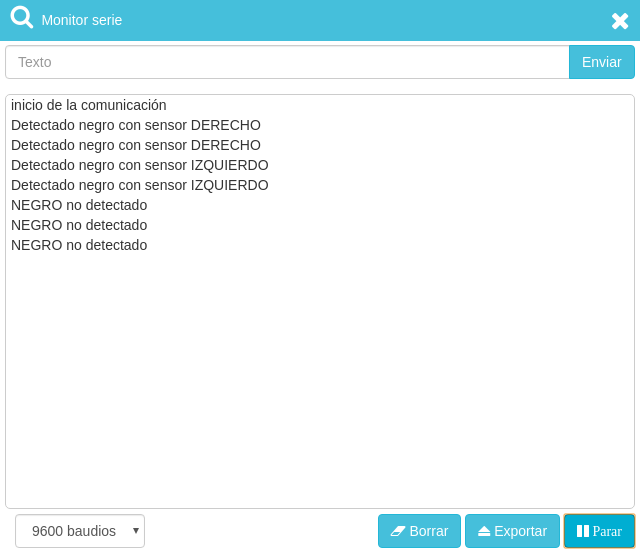 Monitor serie
Texto
Enviar
inicio de la comunicación
Detectado negro con sensor DERECHO
Detectado negro con sensor DERECHO
Detectado negro con sensor IZQUIERDO
Detectado negro con sensor IZQUIERDO
NEGRO no detectado
NEGRO no detectado
NEGRO no detectado
9600 baudios
Borrar
Exportar
Parar